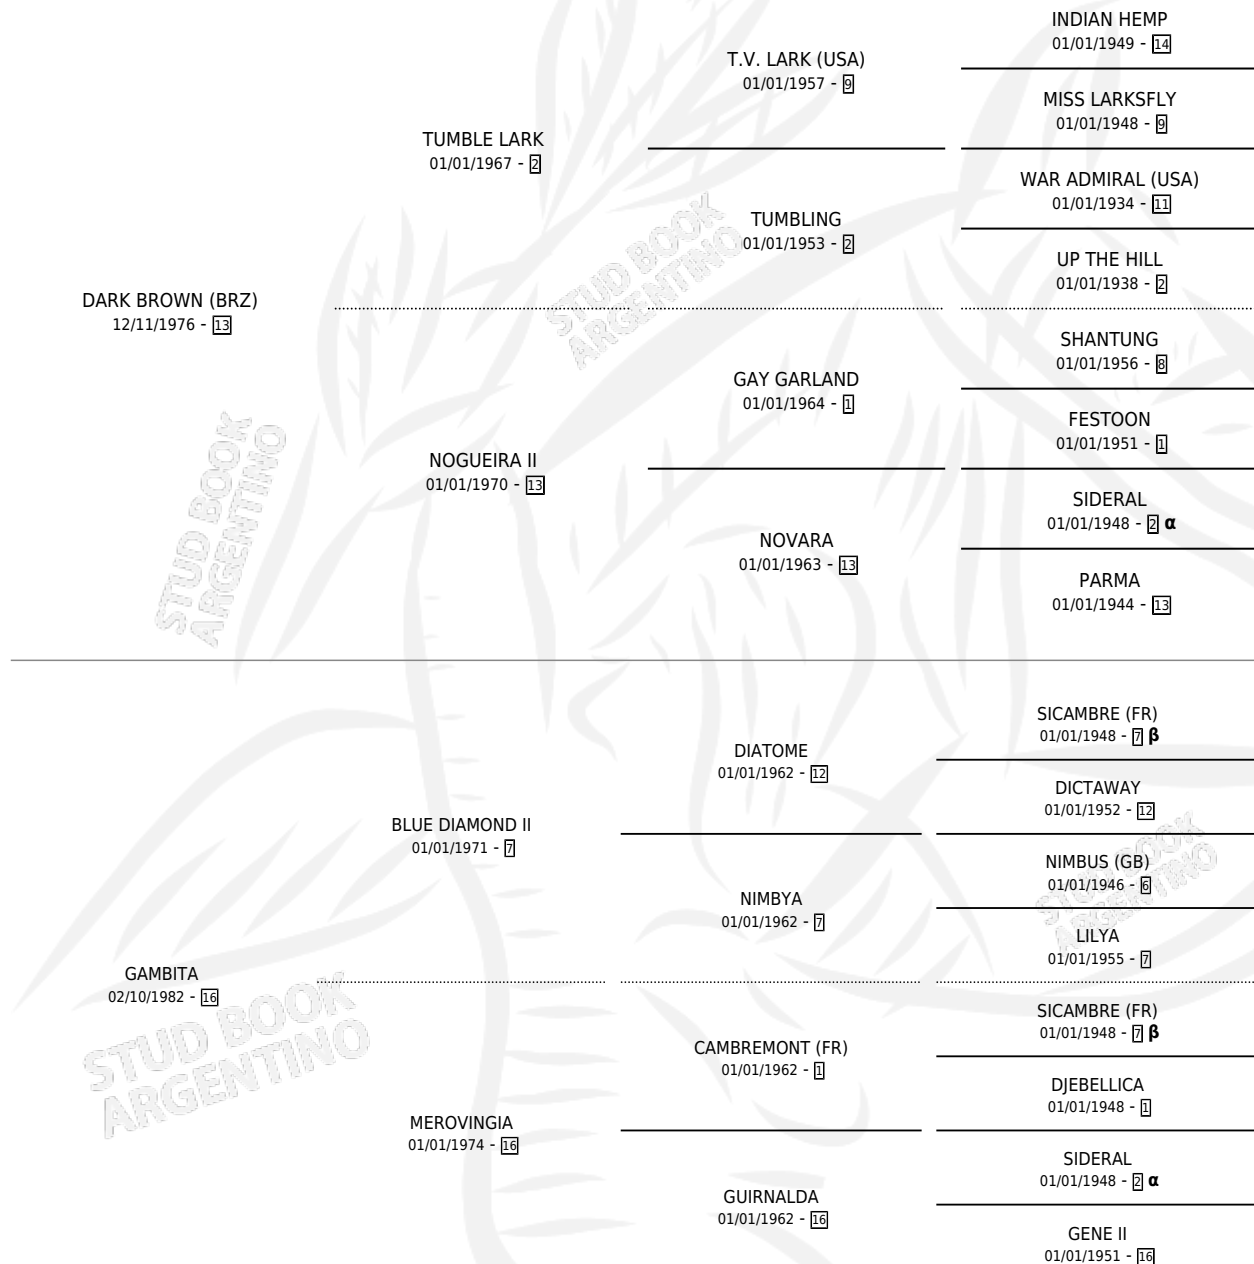 INDIAN HEMP
01/01/1949 - 14
T.V. LARK (USA)
01/01/1957 - 9
MISS LARKSFLY
01/01/1948 - 9
TUMBLE LARK
01/01/1967 - 2
WAR ADMIRAL (USA)
01/01/1934 - 11
TUMBLING
01/01/1953 - 2
UP THE HILL
01/01/1938 - 2
DARK BROWN (BRZ)
12/11/1976 - 13
SHANTUNG
01/01/1956 - 8
GAY GARLAND
01/01/1964 - 1
FESTOON
01/01/1951 - 1
NOGUEIRA II
01/01/1970 - 13
SIDERAL
01/01/1948 - 2 α
NOVARA
01/01/1963 - 13
PARMA
01/01/1944 - 13
STUD BOOK
ARGENTINO
STUD BOOK
ARGENTINO
SICAMBRE (FR)
01/01/1948 - 7 β
DIATOME
01/01/1962 - 12
DICTAWAY
01/01/1952 - 12
BLUE DIAMOND II
01/01/1971 - 7
NIMBUS (GB)
01/01/1946 - 6
NIMBYA
01/01/1962 - 7
LILYA
01/01/1955 - 7
GAMBITA
02/10/1982 - 16
SICAMBRE (FR)
01/01/1948 - 7 β
CAMBREMONT (FR)
01/01/1962 - 1
DJEBELLICA
01/01/1948 - 1
MEROVINGIA
01/01/1974 - 16
SIDERAL
01/01/1948 - 2 α
GUIRNALDA
01/01/1962 - 16
GENE II
01/01/1951 - 16
STUD BOOK
ARGENTINO
STUD BOOK
ARGENTINO